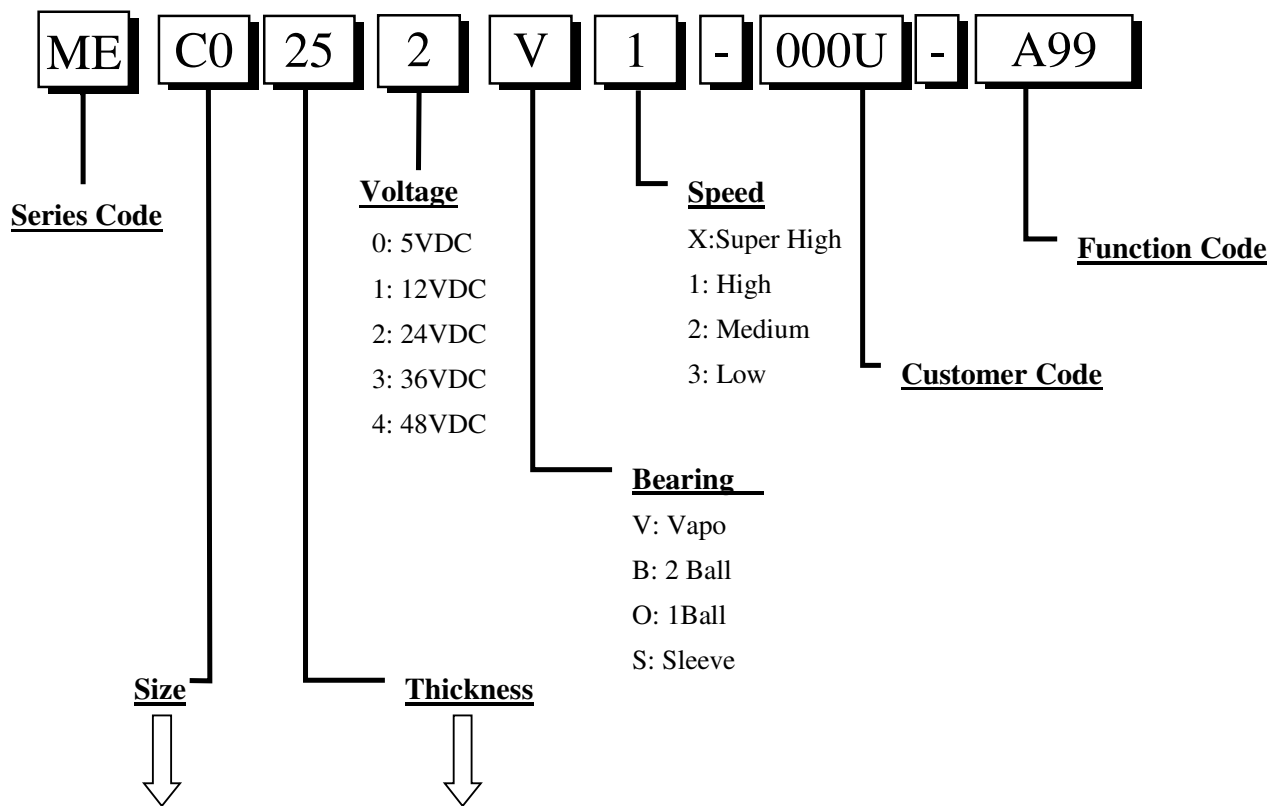 ME C0 25 2 V 1 - 000U - A99
Series Code
Voltage
0: 5VDC
1: 12VDC
2: 24VDC
3: 36VDC
4: 48VDC
Speed
X:Super High
1: High
2: Medium
3: Low
Function Code
Customer Code
Bearing
V: Vapo
B: 2 Ball
O: 1Ball
S: Sleeve
Size
Thickness